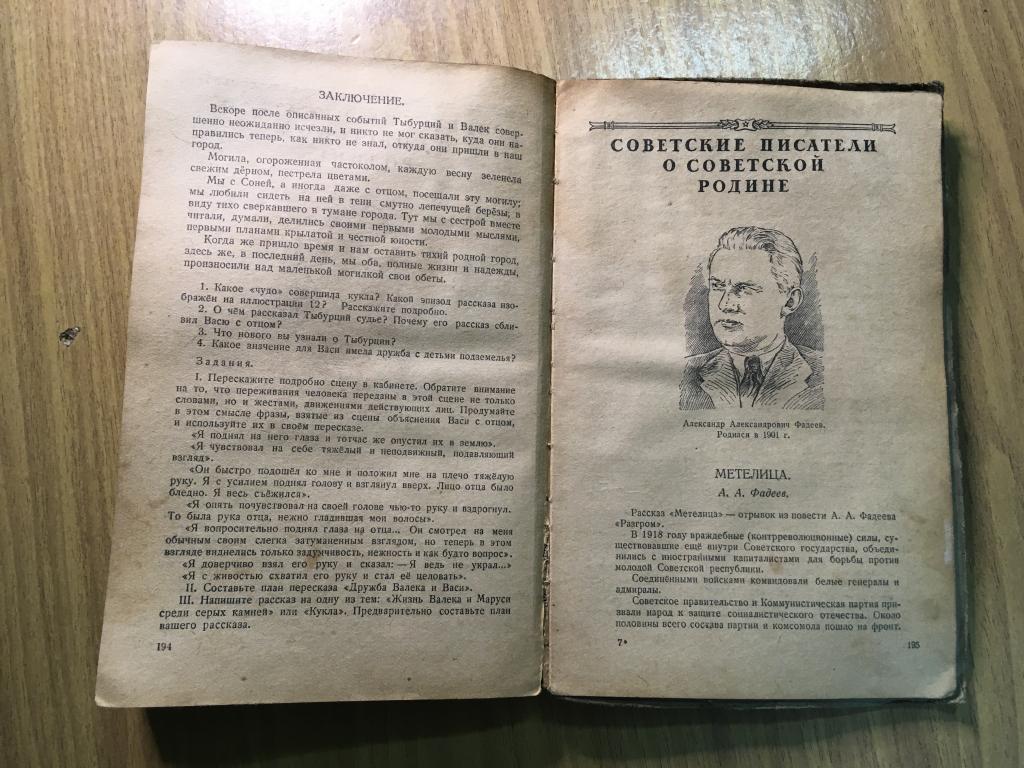 ЗАКЛЮЧЕНИЕ.
Вскоре после описанных событий Тыбурций и Валек совер-
шенно неожиданно исчезли, и никто не мог сказать, куда они на-
правились теперь, как никто не знал, откуда они пришли в наш
город.
Могила, огороженная частоколом, каждую весну зеленела
свежим дёрном, пестрела цветами.
Мы с Соней, а иногда даже с отцом, посещали эту могилу;
мы любили сидеть на ней в тени смутно лепечущей берёзы, в
виду тихо сверкавшего в тумане города. Тут мы с сестрой вместе
читали, думали, делились своими первыми молодыми мыслями,
первыми планами крылатой и честной юности.
Когда же пришло время и нам оставить тихий родной город,
здесь же, в последний день, мы оба, полные жизни и надежды,
произносили над маленькой могилкой свои обеты.
1. Какое «чудо» совершила кукла? Какой эпизод рассказа изо-
бражён на иллюстрации 12? Расскажите подробно.
2. О чём рассказал Тыбурций судье? Почему его рассказ сбли-
вил Васю с отцом?
3. Что нового вы узнали о Тыбурции?
4. Какое значение для Васи имела дружба с детьми подземелья?
Задания.
I. Перескажите подробно сцену в кабинете. Обратите внимание
на то, что переживания человека переданы в этой сцене не только
словами, но и жестами, движениями действующих лиц. Продумайте
в этом смысле фразы, взятые из сцены объяснения Васи с отцом,
и используйте их в своём пересказе.
«Я поднял на него глаза и тотчас же опустил их в землю».
«Я чувствовал на себе тяжёлый и неподвижный, подавляющий
взгляд».
«Он быстро подошёл ко мне и положил мне на плечо тяжёлую
руку. Я с усилием поднял голову и взглянул вверх. Лицо отца было
бледно. Я весь съёжился».
«Я опять почувствовал на своей голове чью-то руку и вздрогнул.
То была рука отца, нежно гладившая мои волосы».
«Я вопросительно поднял глаза на отца... Он смотрел на меня
обычным своим слегка затуманенным взглядом, но теперь в этом
взгляде виднелись только задумчивость, нежность и как будто вопрос».
«Я доверчиво взял его руку и сказал: — Я ведь не украл...»
«Я с живостью схватил его руку и стал её целовать».
II. Составьте план пересказа «Дружба Валека и Васи».
III. Напишите рассказ на одну из тем: «Жизнь Валека и Маруси
среди серых камней» или «Кукла». Предварительно составьте план
вашего рассказа.
194
СОВЕТСКИЕ ПИСАТЕЛИ
О СОВЕТСКОЙ
РОДИНЕ
Александр Александрович Фадеев.
Родился в 1901 г.
МЕТЕЛИЦА.
А. А. Фадеев.
Рассказ «Метелица» — отрывок из повести А. А. Фадеева
«Разгром».
В 1918 году враждебные (контрреволюционные) силы, су-
ществовавшие ещё внутри Советского государства, объеди-
нились с иностранными капиталистами для борьбы против
молодой Советской республики.
Соединёнными войсками командовали белые генералы и
адмиралы.
Советское правительство и Коммунистическая партия при-
звали народ к защите социалистического отечества. Около
половины всего состава партии и комсомола пошло на фронт.
7*
195